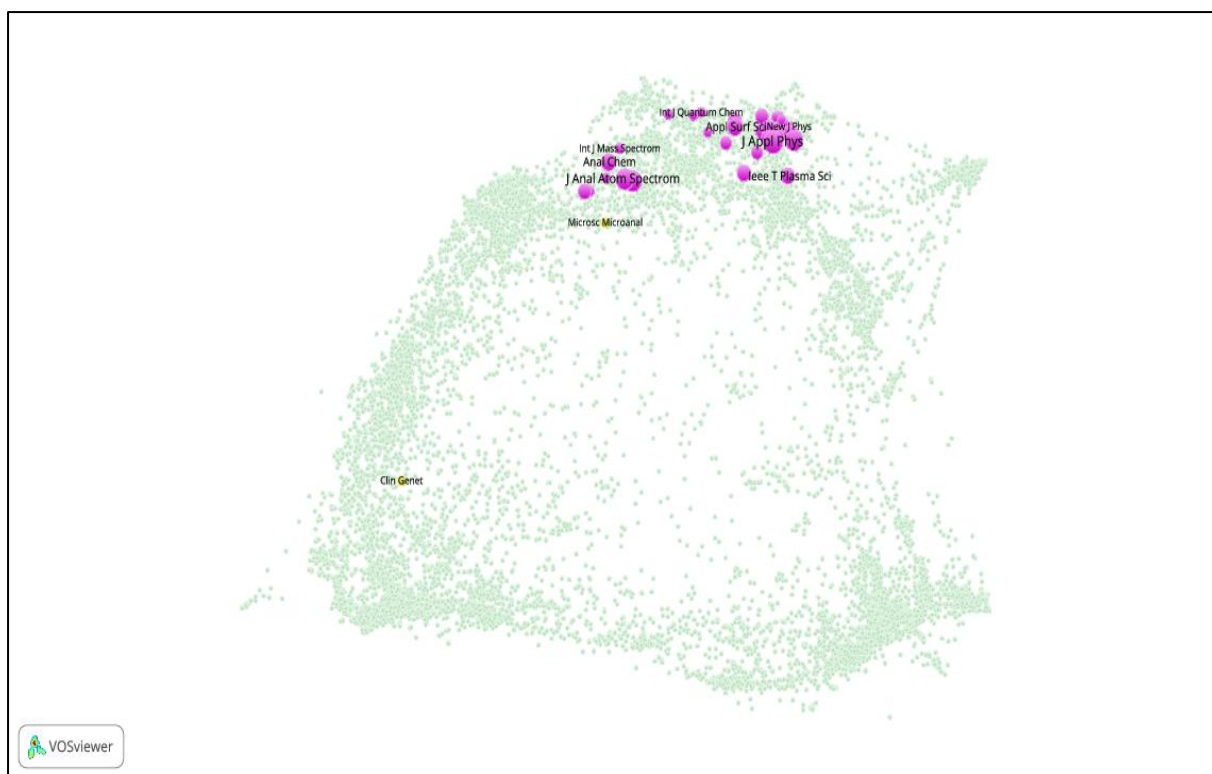 Int J Quantum Chem
Appl Surf Sci New J Phys
J Appl Phys
Int J Mass Spectrom
Anal Chem
J Anal Atom Spectrom
Ieee T Plasma Sci
Microsc Microanal
Clin Genet
VOSviewer